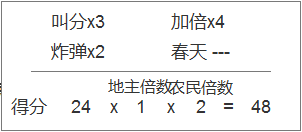 叫分x3 加倍x4
炸弹x2 春天 ---
地主倍数农民倍数
得分 24 x 1 x 2 = 48